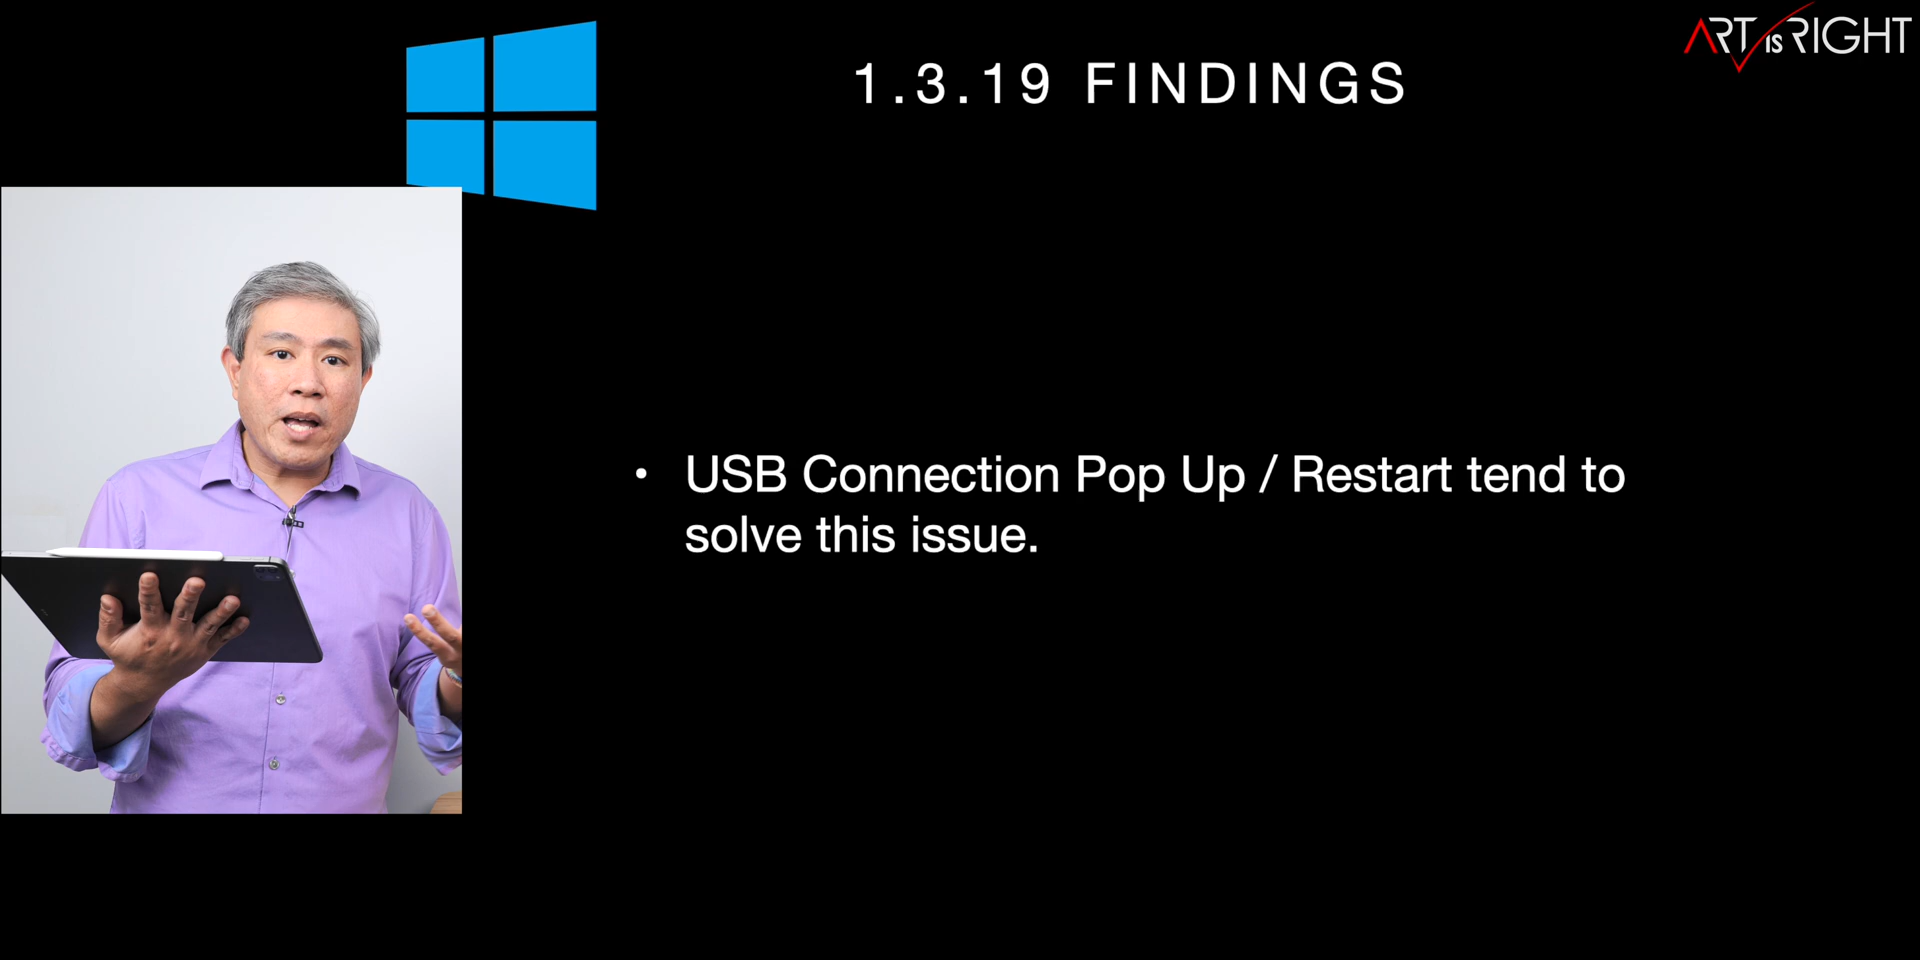 ART IS RIGHT
1.3.19 FINDINGS
• USB Connection Pop Up / Restart tend to
solve this issue.